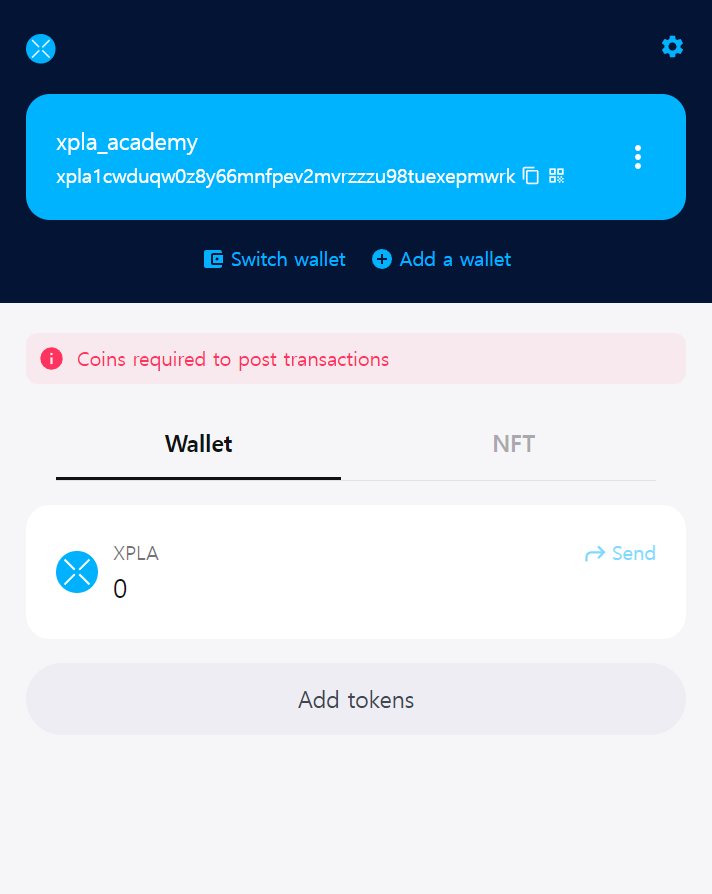 xpla_academy
xpla1cwduqw0z8y66mnfpev2mvrzzzu98tuexepmwrk
Switch wallet Add a wallet
Coins required to post transactions
Wallet NFT
XPLA Send
0
Add tokens